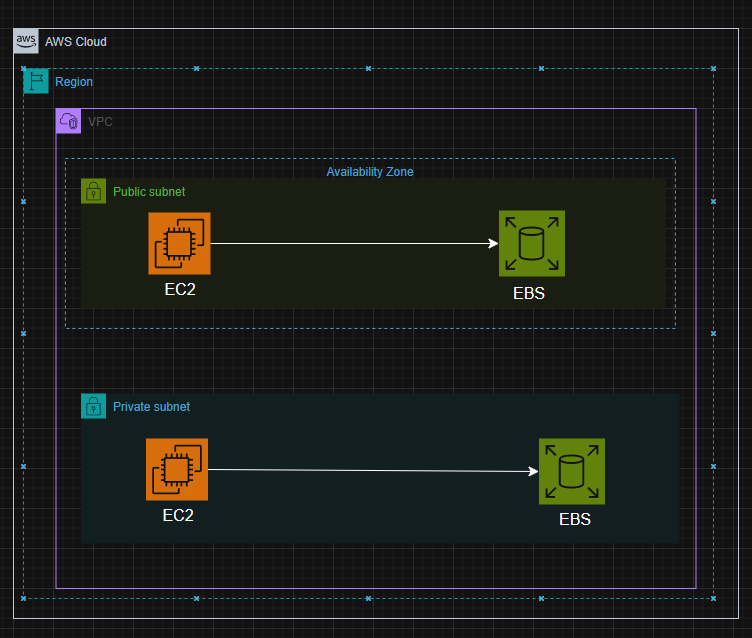 aws AWS Cloud
Region
VPC
Availability Zone
Public subnet
EC2
EBS
Private subnet
EC2
EBS